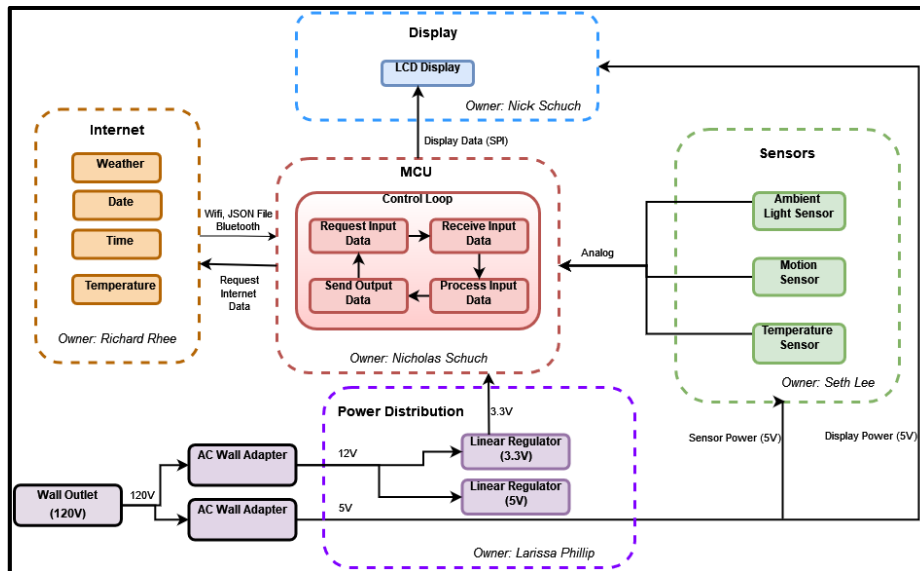 Display
LCD Display
Owner: Nick Schuch
Display Data (SPI)
Internet
Weather
Date
Time
Temperature
Owner: Richard Rhee
Wifi, JSON File
Bluetooth
Request
Internet
Data
MCU
Control Loop
Request Input
Data
Receive Input
Data
Send Output
Data
Process Input
Data
Owner: Nicholas Schuch
Analog
Sensors
Ambient
Light Sensor
Motion
Sensor
Temperature
Sensor
Owner: Seth Lee
Power Distribution
3.3V
Linear Regulator
(3.3V)
Linear Regulator
(5V)
Owner: Larissa Phillip
Sensor Power (5V)
Display Power (5V)
AC Wall Adapter
12V
Wall Outlet
(120V)
120V
AC Wall Adapter
5V